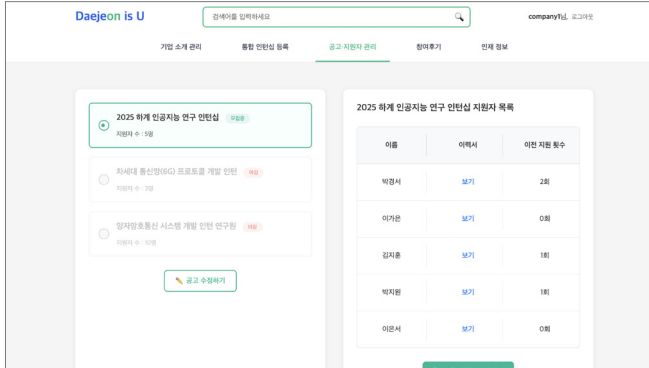 Daejeon is U
검색어를 입력하세요
company1님, 로그아웃
기업 소개 관리 통합 인턴십 등록 공고·지원자 관리 참여후기 인재 정보
2025 하계 인공지능 연구 인턴십 모집중
지원자 수 : 5명
차세대 통신망(6G) 프로토콜 개발 인턴 마감
지원자 수 : 3명
양자암호통신 시스템 개발 인턴 연구원 마감
지원자 수 : 10명
공고 수정하기
2025 하계 인공지능 연구 인턴십 지원자 목록
이름 이력서 이전 지원 횟수
박경서 보기 2회
이가은 보기 0회
김지훈 보기 1회
박지원 보기 1회
이은서 보기 0회